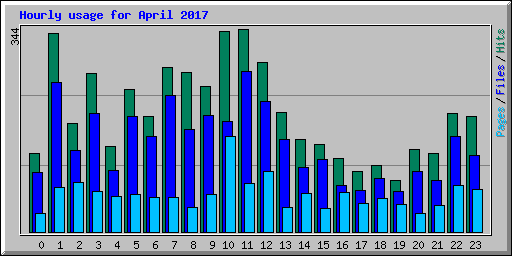 Hourly usage for April 2017
344
Pages / Files / Hits
0 1 2 3 4 5 6 7 8 9 10 11 12 13 14 15 16 17 18 19 20 21 22 23